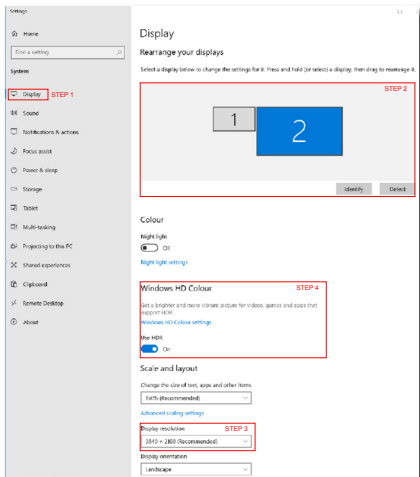 Settings
Home
Find a setting
System
Display
STEP 1
Sound
Notifications & actions
Focus assist
Power & sleep
Storage
Tablet
Multi-tasking
Projecting to this PC
Shared experiences
Clipboard
Remote Desktop
About
Display
Rearrange your displays
Select a display below to change the settings for it. Press and hold (or select) a display, then drag to rearrange it.
STEP 2
1
2
Identify
Detect
Colour
Night light
Off
Night light settings
Windows HD Colour
STEP 4
Get a brighter and more vibrant picture for videos, games and apps that
support HDR.
Windows HD Colour settings
Use HDR
On
Scale and layout
Change the size of text, apps and other items
(Recommended)
Advanced scaling settings
Display resolution
STEP 3
3840 × 2160 (Recommended)
Display orientation
Landscape